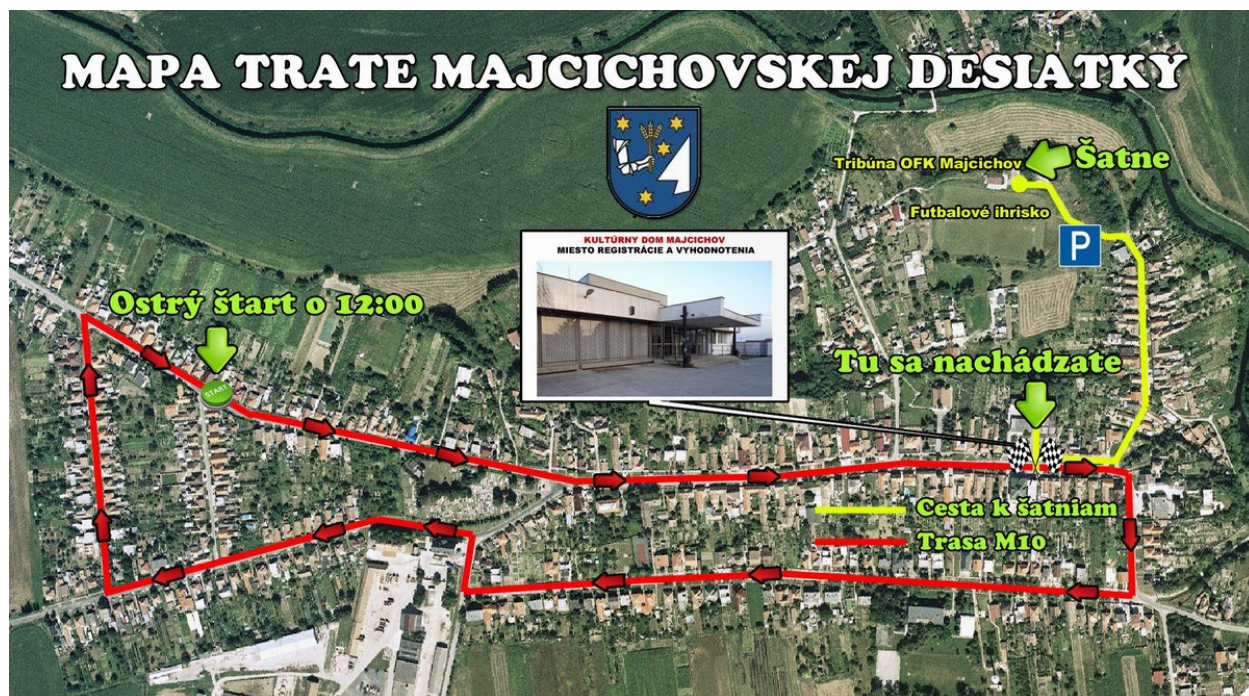 MAPA TRATE MAJCICHOVSKEJ DESIATKY
Tribúna OFK Majcichov
Šatne
Futbalové ihrisko
P
KULTÚRNY DOM MAJCICHOV
MIESTO REGISTRÁCIE A VYHODNOTENIA
Ostrý štart o 12:00
START
Tu sa nachádzate
Cesta k šatniam
Trasa M10